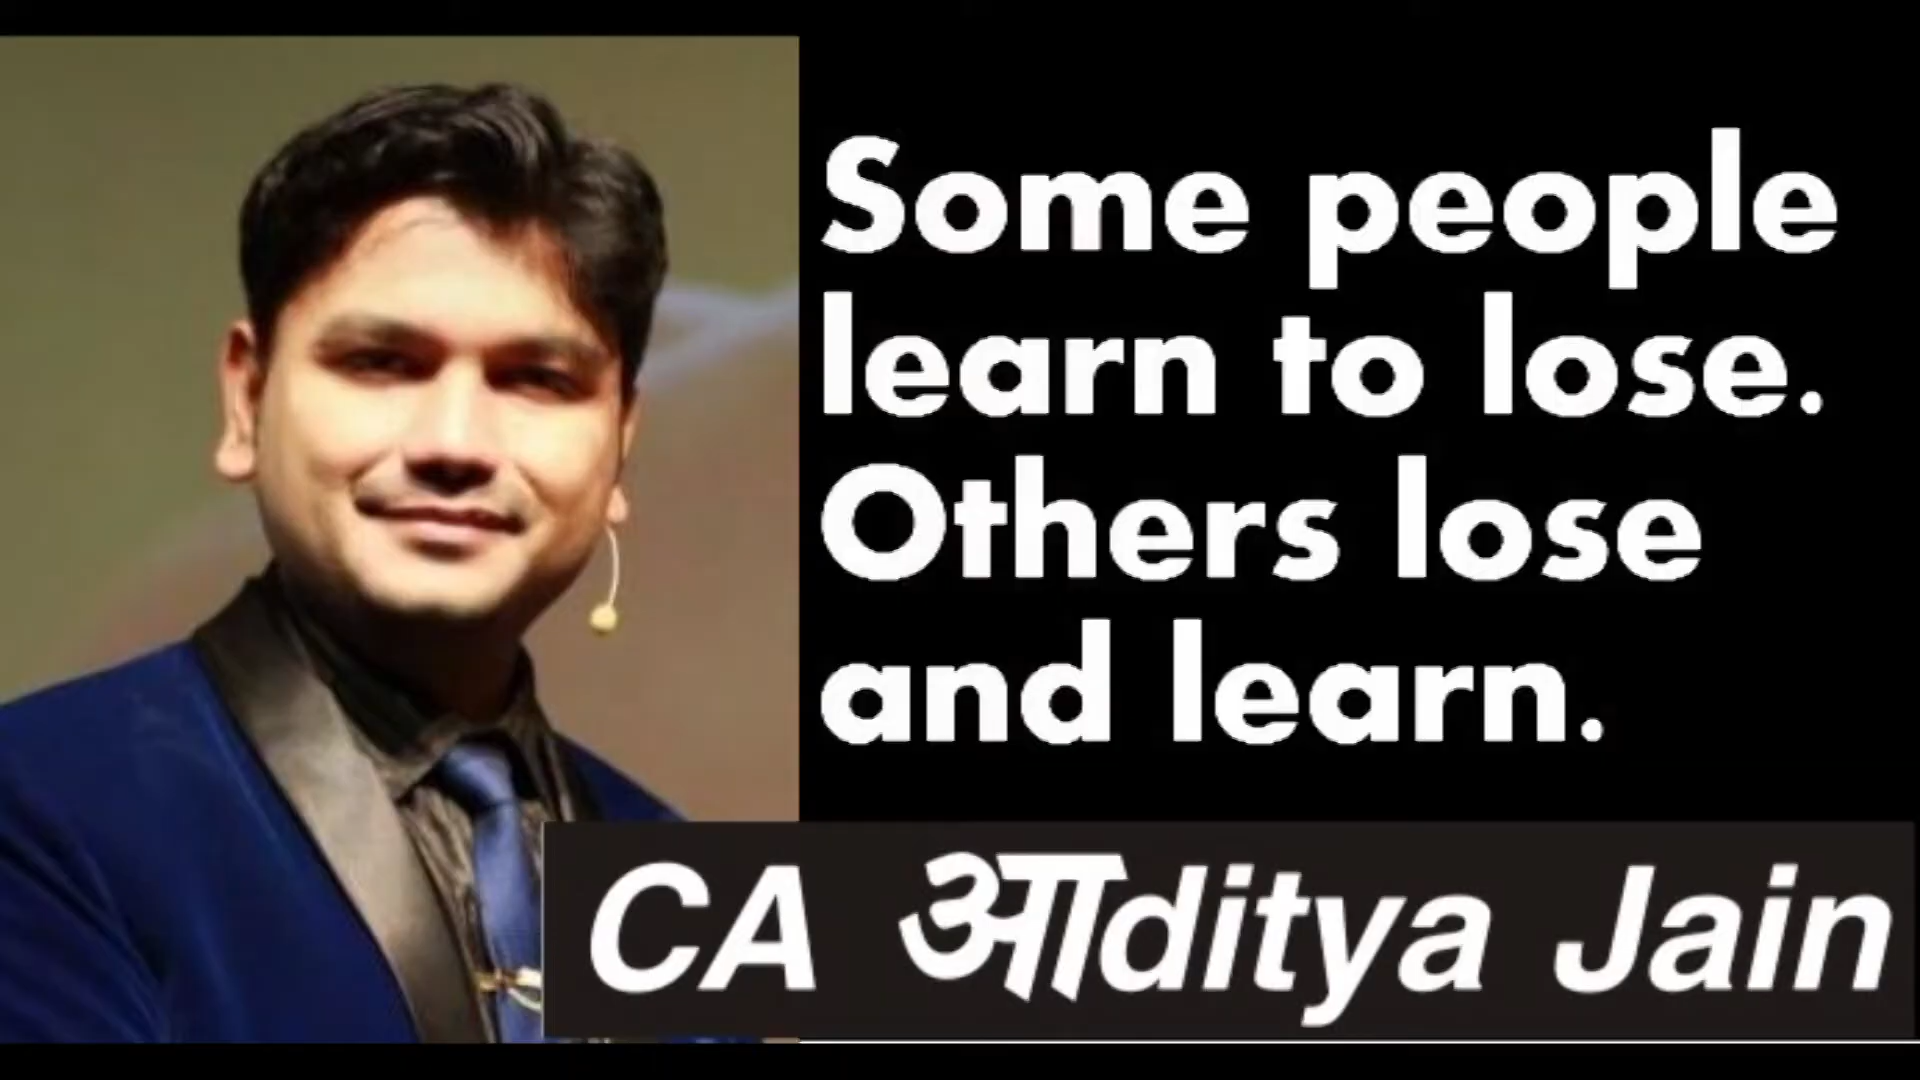 Some people
learn to lose.
Others lose
and learn.
CA आditya Jain